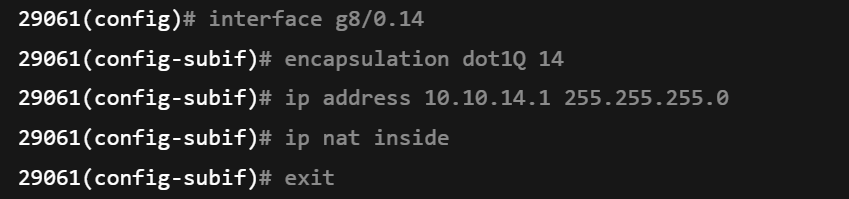 29061(config)# interface g8/0.14
29061(config-subif)# encapsulation dot1Q 14
29061(config-subif)# ip address 10.10.14.1 255.255.255.0
29061(config-subif)# ip nat inside
29061(config-subif)# exit